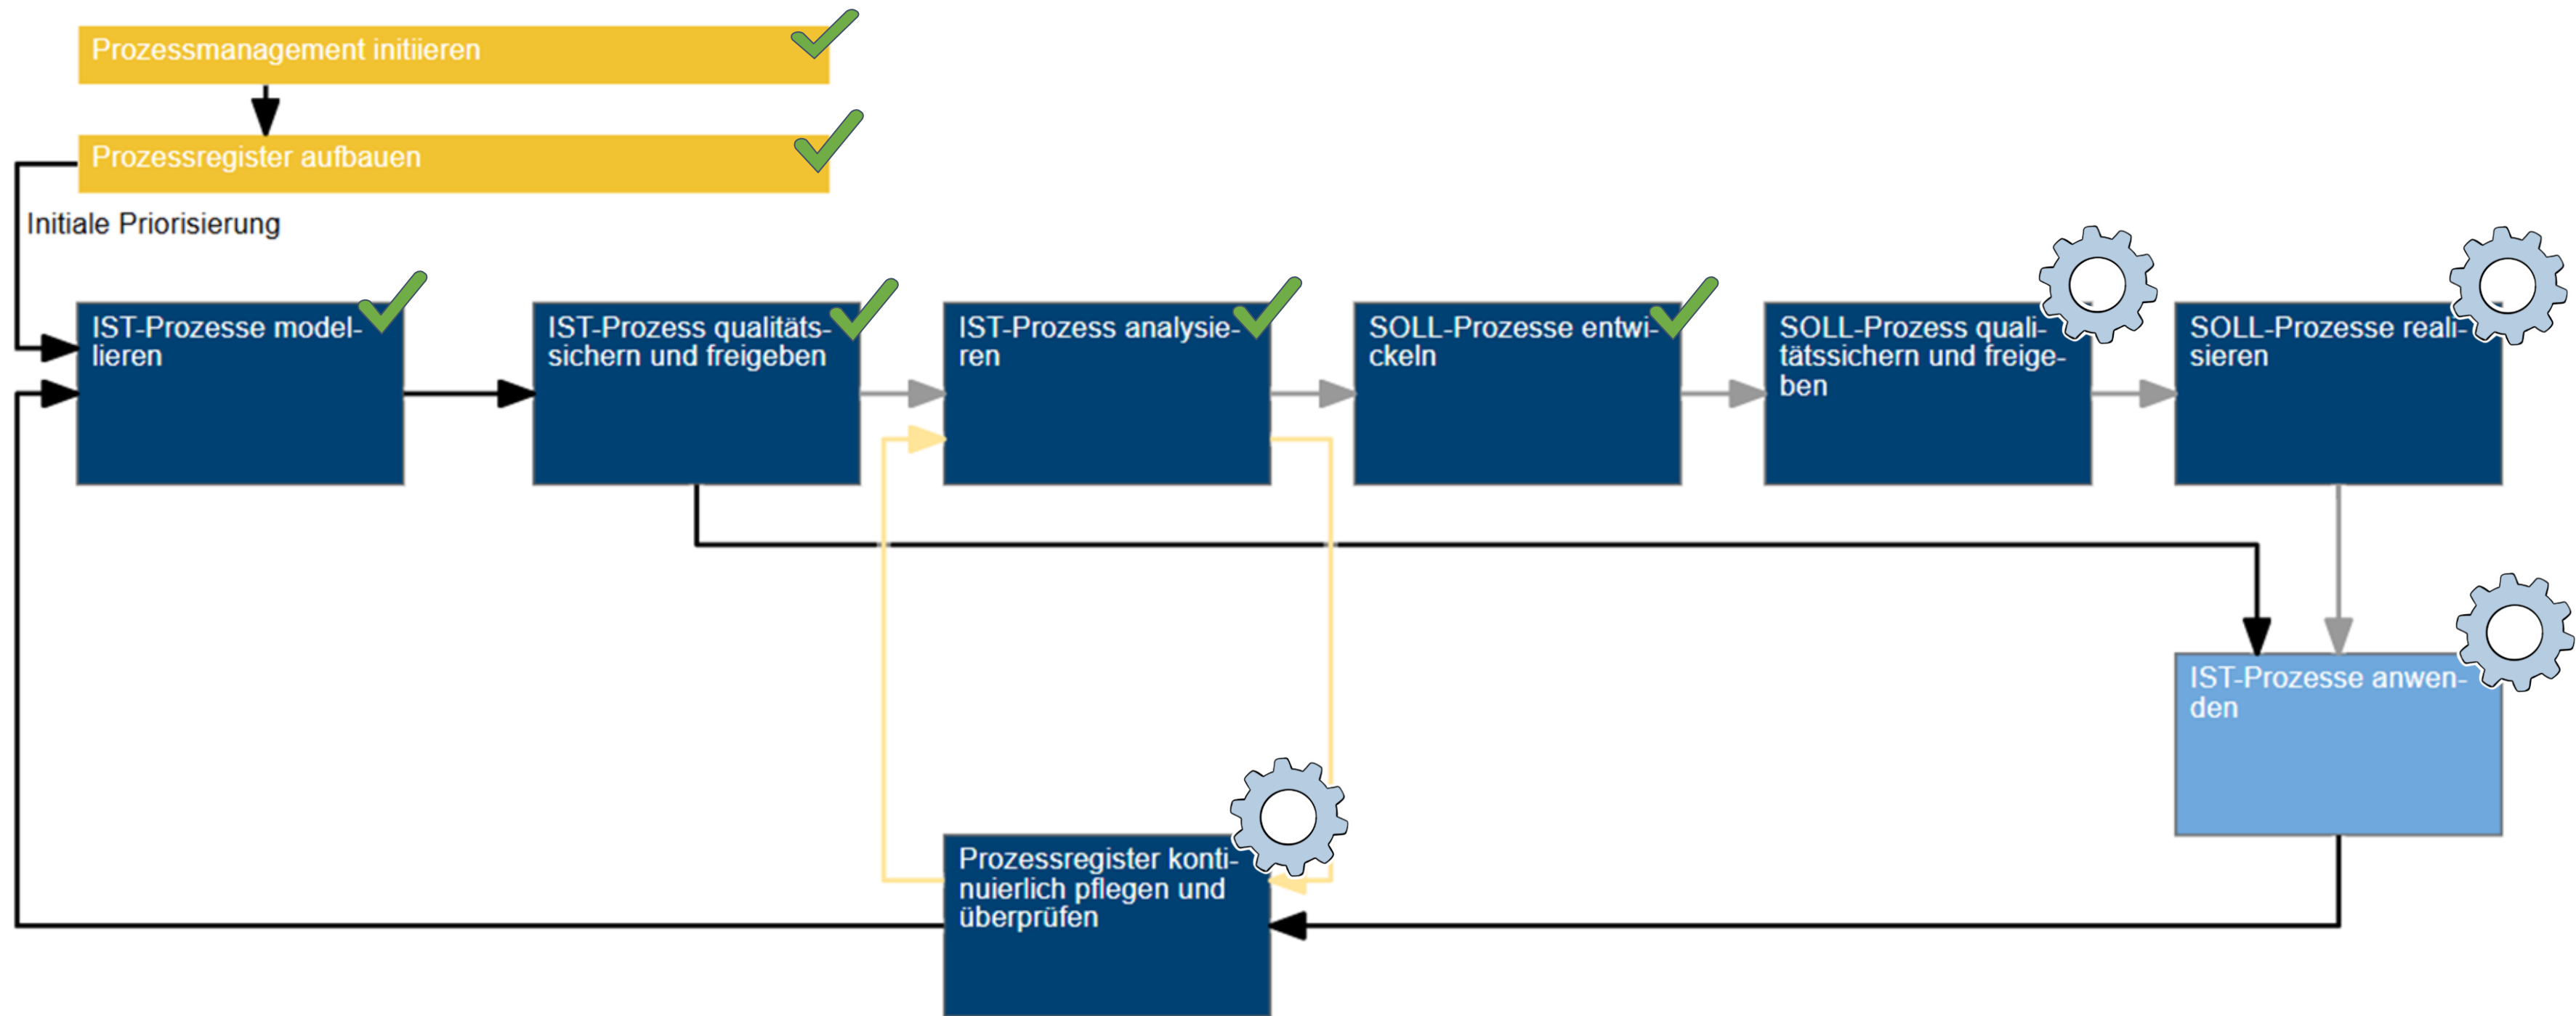 Prozessmanagement initiieren
Prozessregister aufbauen
Initiale Priorisierung
IST-Prozesse model-
lieren
IST-Prozess qualitäts-
sichern und freigeben
IST-Prozess analysie-
ren
SOLL-Prozesse entwi-
ckeln
SOLL-Prozess quali-
tätssichern und freige-
ben
SOLL-Prozesse reali-
sieren
IST-Prozesse anwen-
den
Prozessregister konti-
nuierlich pflegen und
überprüfen